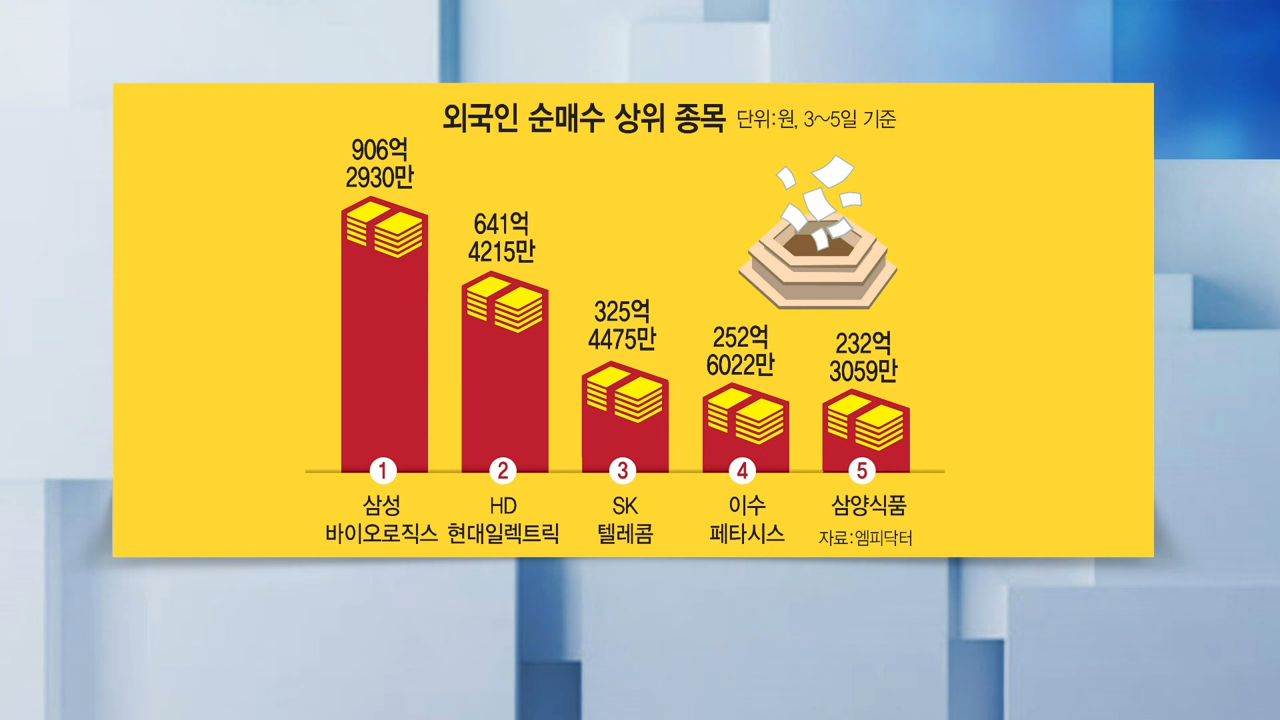 외국인 순매수 상위 종목 단위:원, 3~5일 기준
906억
2930만
641억
4215만
325억
4475만
252억
6022만
232억
3059만
1
삼성
바이오로직스
2
HD
현대일렉트릭
3
SK
텔레콤
4
이수
페타시스
5
삼양식품
자료:엠피닥터